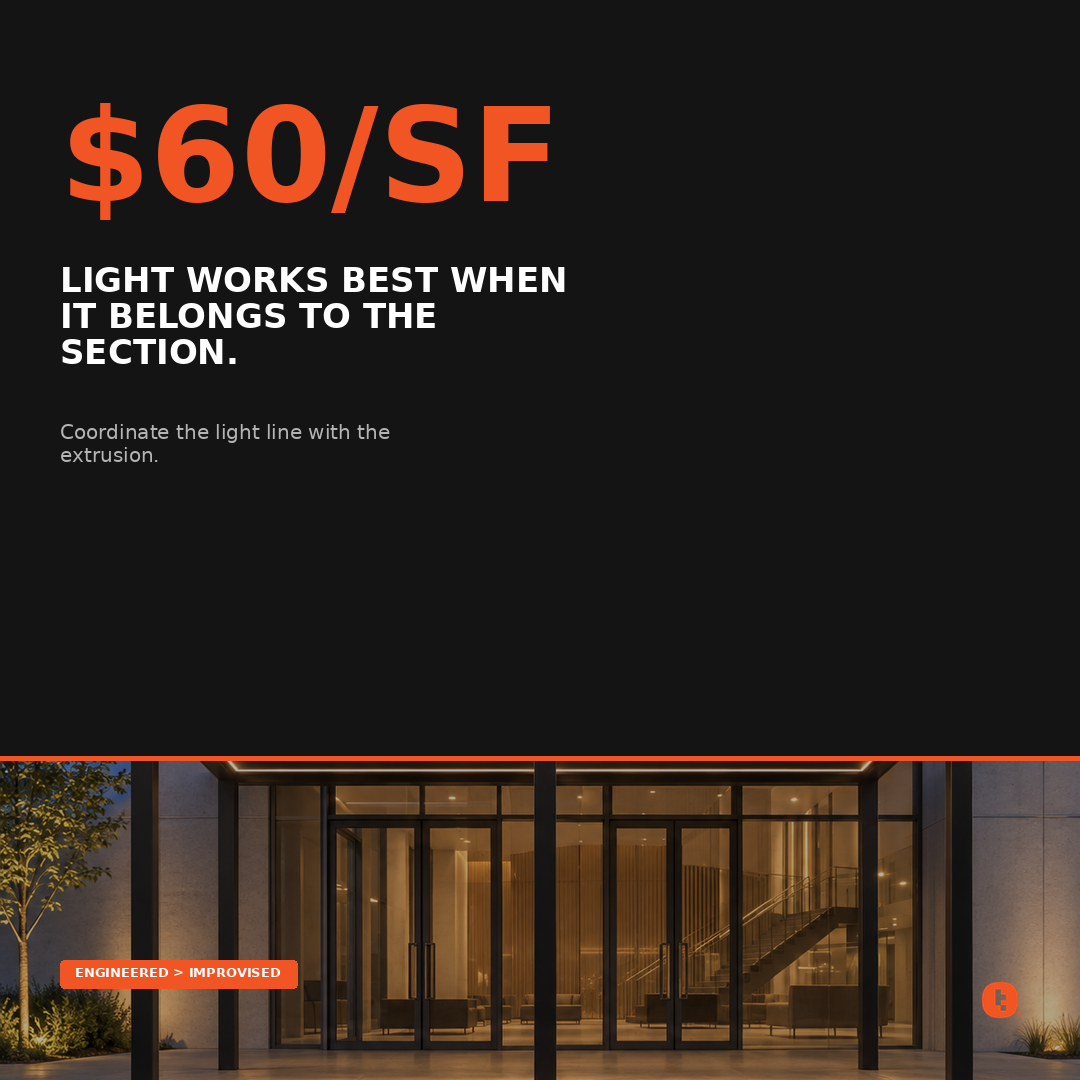 $60/SF
LIGHT WORKS BEST WHEN
IT BELONGS TO THE
SECTION.
Coordinate the light line with the
extrusion.
ENGINEERED > IMPROVISED
t